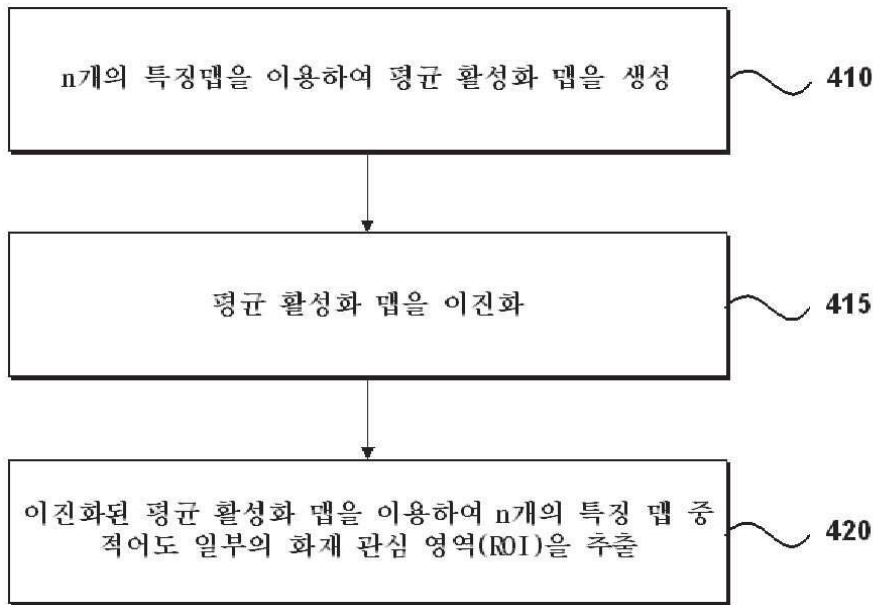 n개의 특징맵을 이용하여 평균 활성화 맵을 생성
410
평균 활성화 맵을 이진화
415
이진화된 평균 활성화 맵을 이용하여 n개의 특징 맵 중
적어도 일부의 화재 관심 영역(ROI)을 추출
420